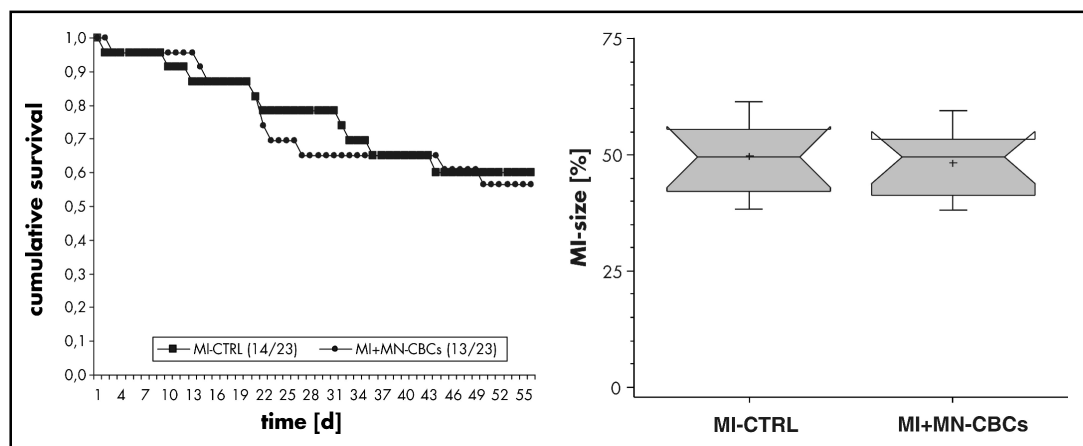 cumulative survival
1,0
0,9
0,8
0,7
0,6
0,5
0,4
0,3
0,2
0,1
0,0
MI-CTRL (14/23) MI+MN-CBCs (13/23)
1 4 7 10 13 16 19 22 25 28 31 34 37 40 43 46 49 52 55
time [d]
MI-size [%]
75
50
25
0
MI-CTRL MI+MN-CBCs